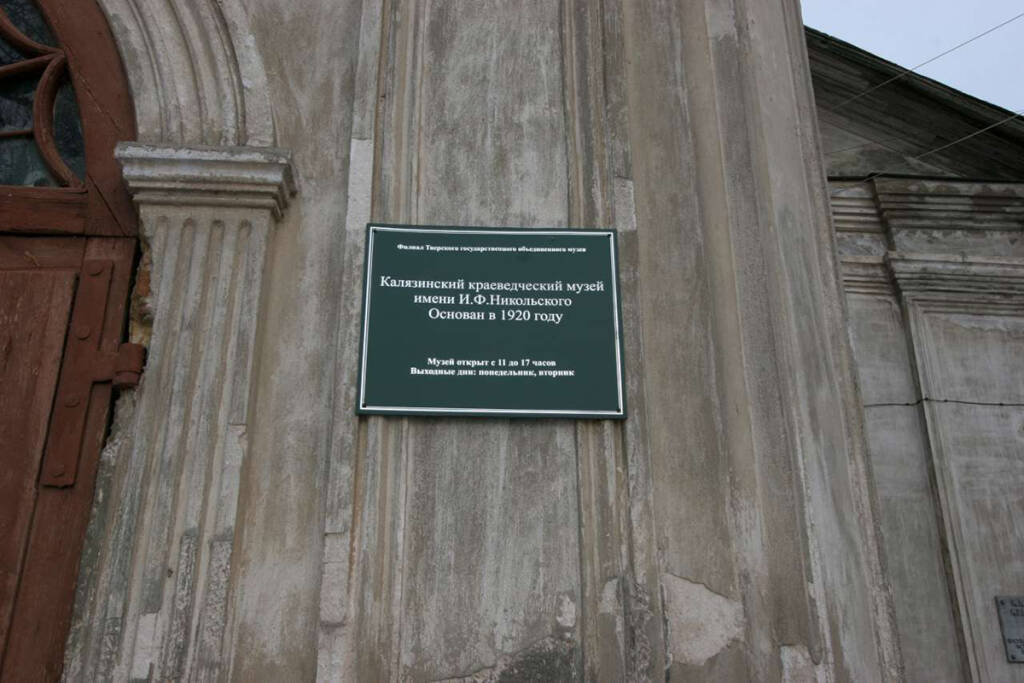 Филиал Тверского государственного объединенного музея
Калязинский краеведческий музей
имени И.Ф.Никольского
Основан в 1920 году
Музей открыт с 11 до 17 часов
Выходные дни: понедельник, вторник